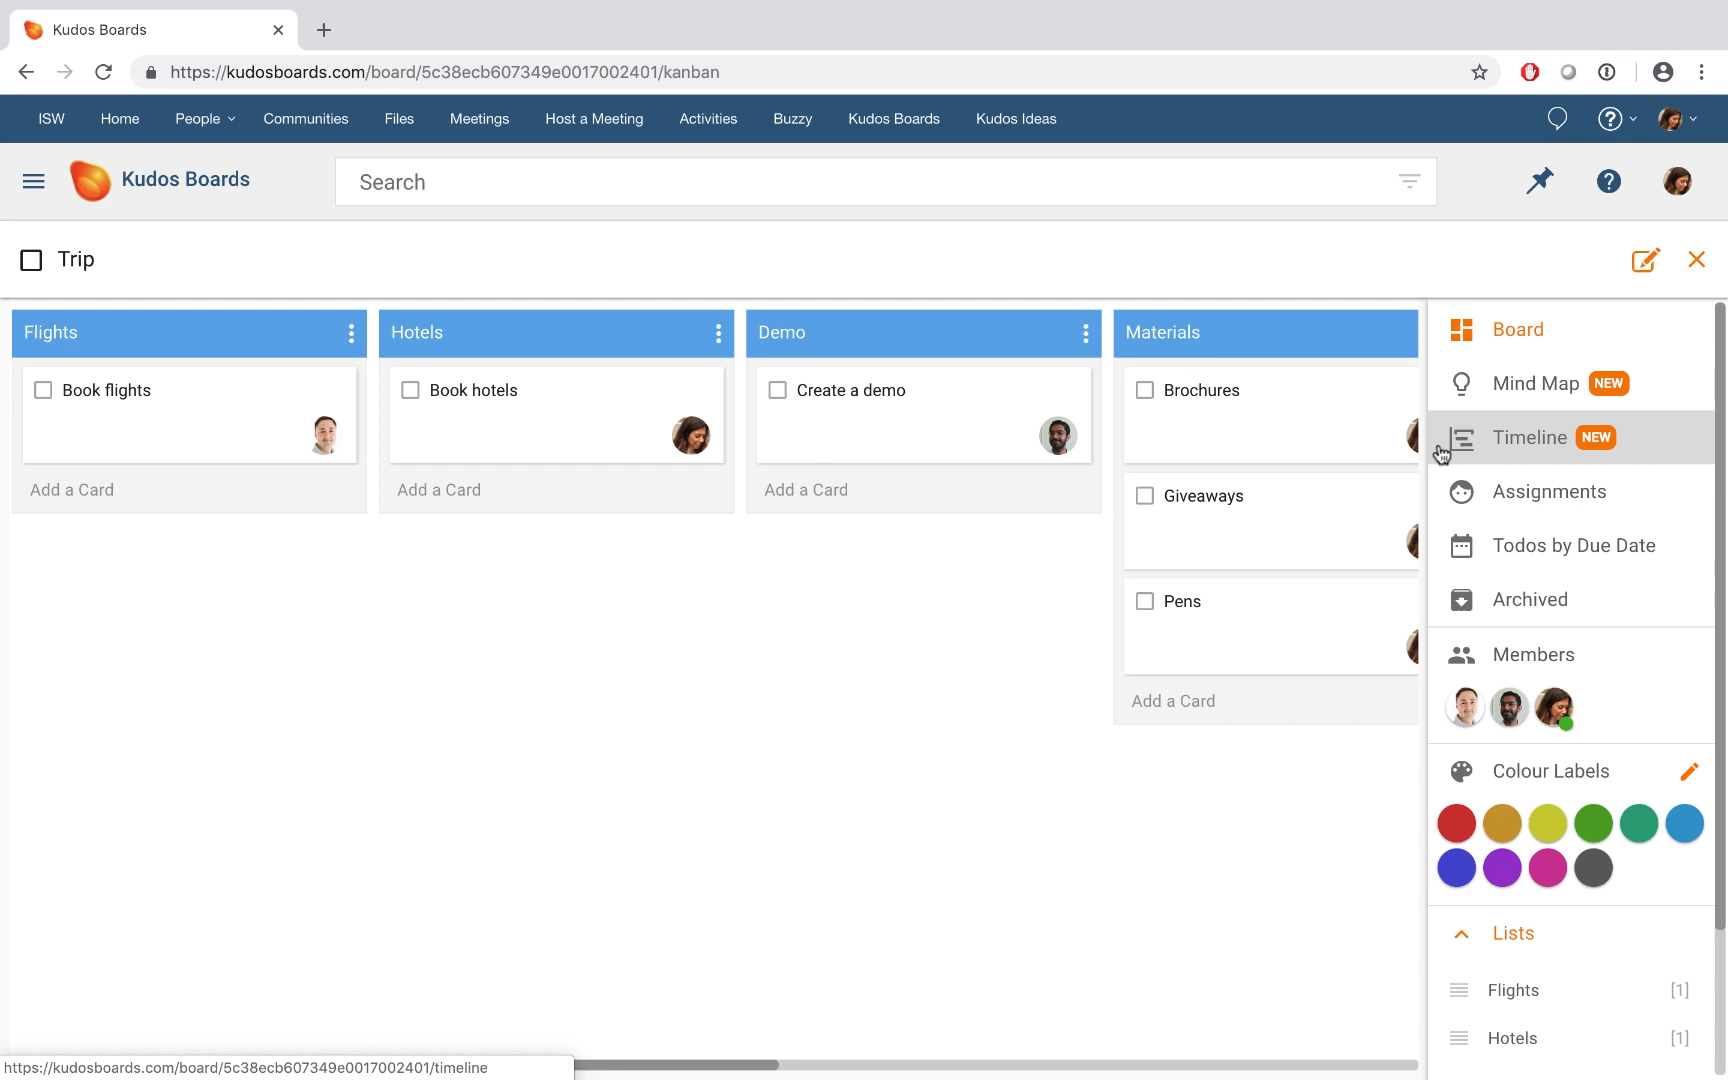 Kudos Boards
https://kudosboards.com/board/5c38ecb607349e0017002401/kanban
ISW Home People Communities Files Meetings Host a Meeting Activities Buzzy Kudos Boards Kudos Ideas
Kudos Boards
Search
Trip
Flights
Book flights
Add a Card
Hotels
Book hotels
Add a Card
Demo
Create a demo
Add a Card
Materials
Brochures
Giveaways
Pens
Add a Card
Board
Mind Map NEW
Timeline NEW
Assignments
Todos by Due Date
Archived
Members
Colour Labels
Lists
Flights [1]
Hotels [1]
https://kudosboards.com/board/5c38ecb607349e0017002401/timeline